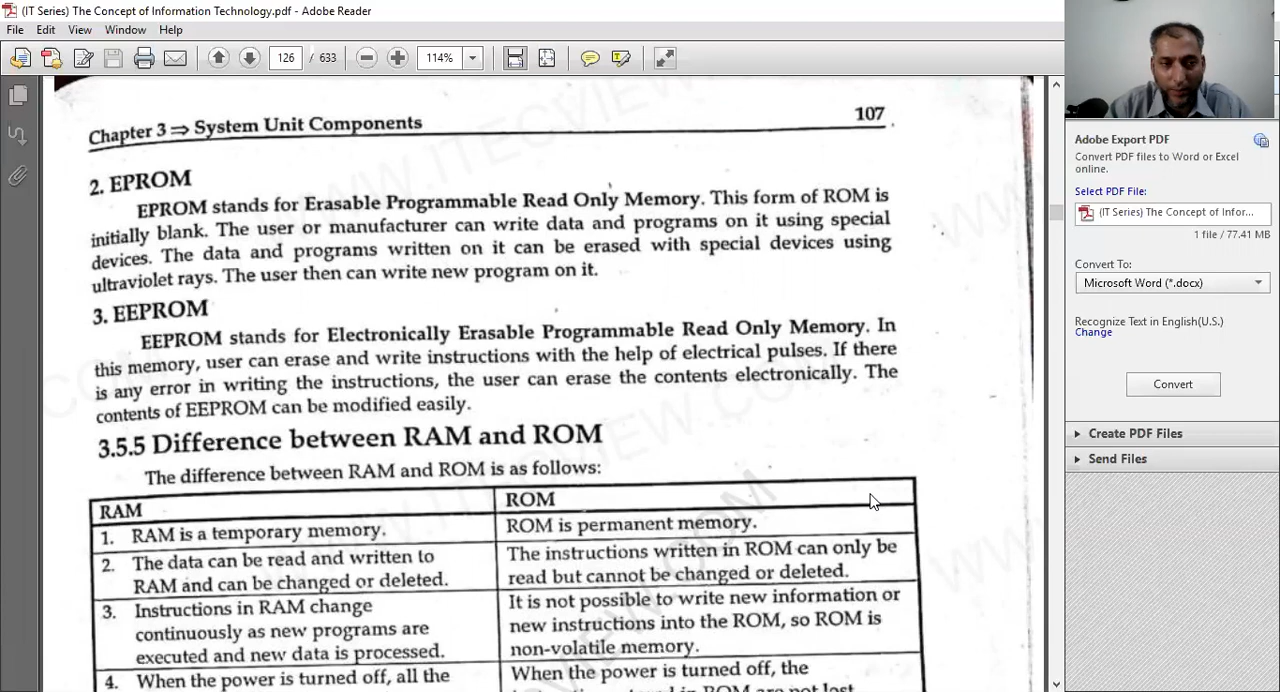 (IT Series) The Concept of Information Technology.pdf - Adobe Reader
File Edit View Window Help
126 / 633 114%
Chapter 3 ⇒ System Unit Components 107
2. EPROM
EPROM stands for Erasable Programmable Read Only Memory. This form of ROM is
initially blank. The user or manufacturer can write data and programs on it using special
devices. The data and programs written on it can be erased with special devices using
ultraviolet rays. The user then can write new program on it.
3. EEPROM
EEPROM stands for Electronically Erasable Programmable Read Only Memory. In
this memory, user can erase and write instructions with the help of electrical pulses. If there
is any error in writing the instructions, the user can erase the contents electronically. The
contents of EEPROM can be modified easily.
3.5.5 Difference between RAM and ROM
The difference between RAM and ROM is as follows:
RAM ROM
1. RAM is a temporary memory. ROM is permanent memory.
2. The data can be read and written to
RAM and can be changed or deleted.
The instructions written in ROM can only be
read but cannot be changed or deleted.
3. Instructions in RAM change
continuously as new programs are
executed and new data is processed.
It is not possible to write new information or
new instructions into the ROM, so ROM is
non-volatile memory.
4. When the power is turned off, all the
When the power is turned off, the
ROM are not lost
Adobe Export PDF
Convert PDF files to Word or Excel
online.
Select PDF File:
(IT Series) The Concept of Infor...
1 file / 77.41 MB
Convert To:
Microsoft Word (*.docx)
Recognize Text in English(U.S.)
Change
Convert
Create PDF Files
Send Files